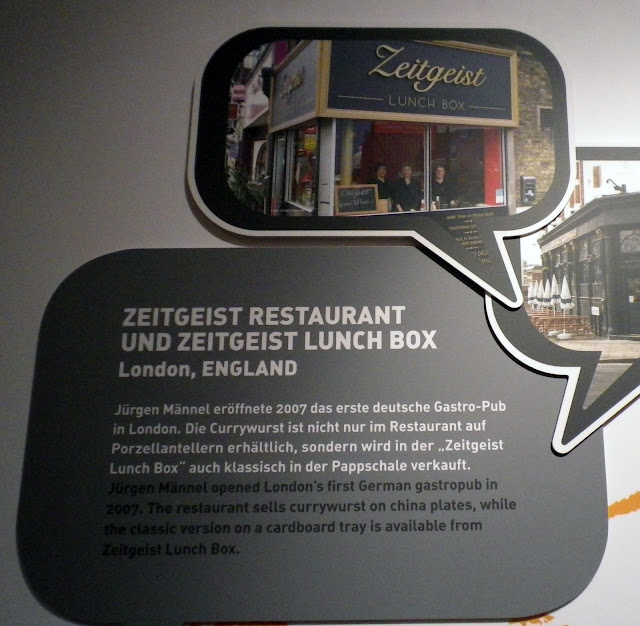 Zeitgeist
LUNCH BOX
ZEITGEIST RESTAURANT
UND ZEITGEIST LUNCH BOX
London, ENGLAND
Jürgen Männel eröffnete 2007 das erste deutsche Gastro-Pub
in London. Die Currywurst ist nicht nur im Restaurant auf
Porzellantellern erhältlich, sondern wird in der „Zeitgeist
Lunch Box“ auch klassisch in der Pappschale verkauft.
Jürgen Männel opened London's first German gastropub in
2007. The restaurant sells currywurst on china plates, while
the classic version on a cardboard tray is available from
Zeitgeist Lunch Box.